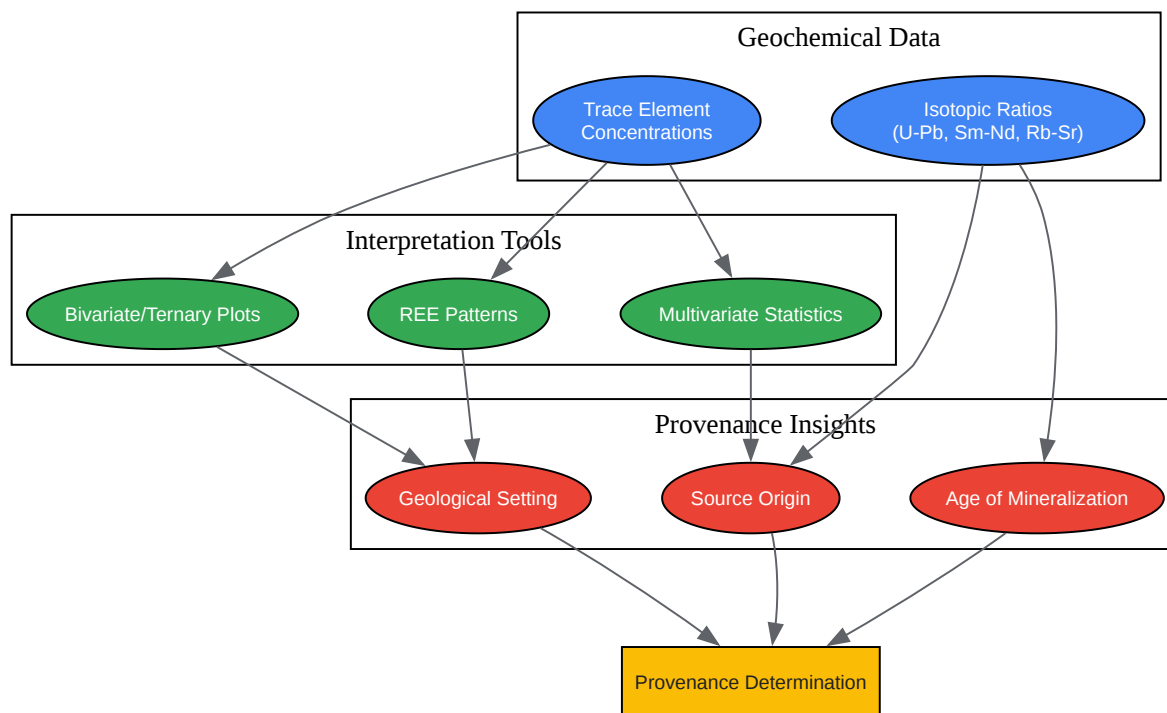 Geochemical Data
Trace Element
Concentrations
Isotopic Ratios
(U-Pb, Sm-Nd, Rb-Sr)
Interpretation Tools
Bivariate/Ternary Plots
REE Patterns
Multivariate Statistics
Provenance Insights
Geological Setting
Source Origin
Age of Mineralization
Provenance Determination